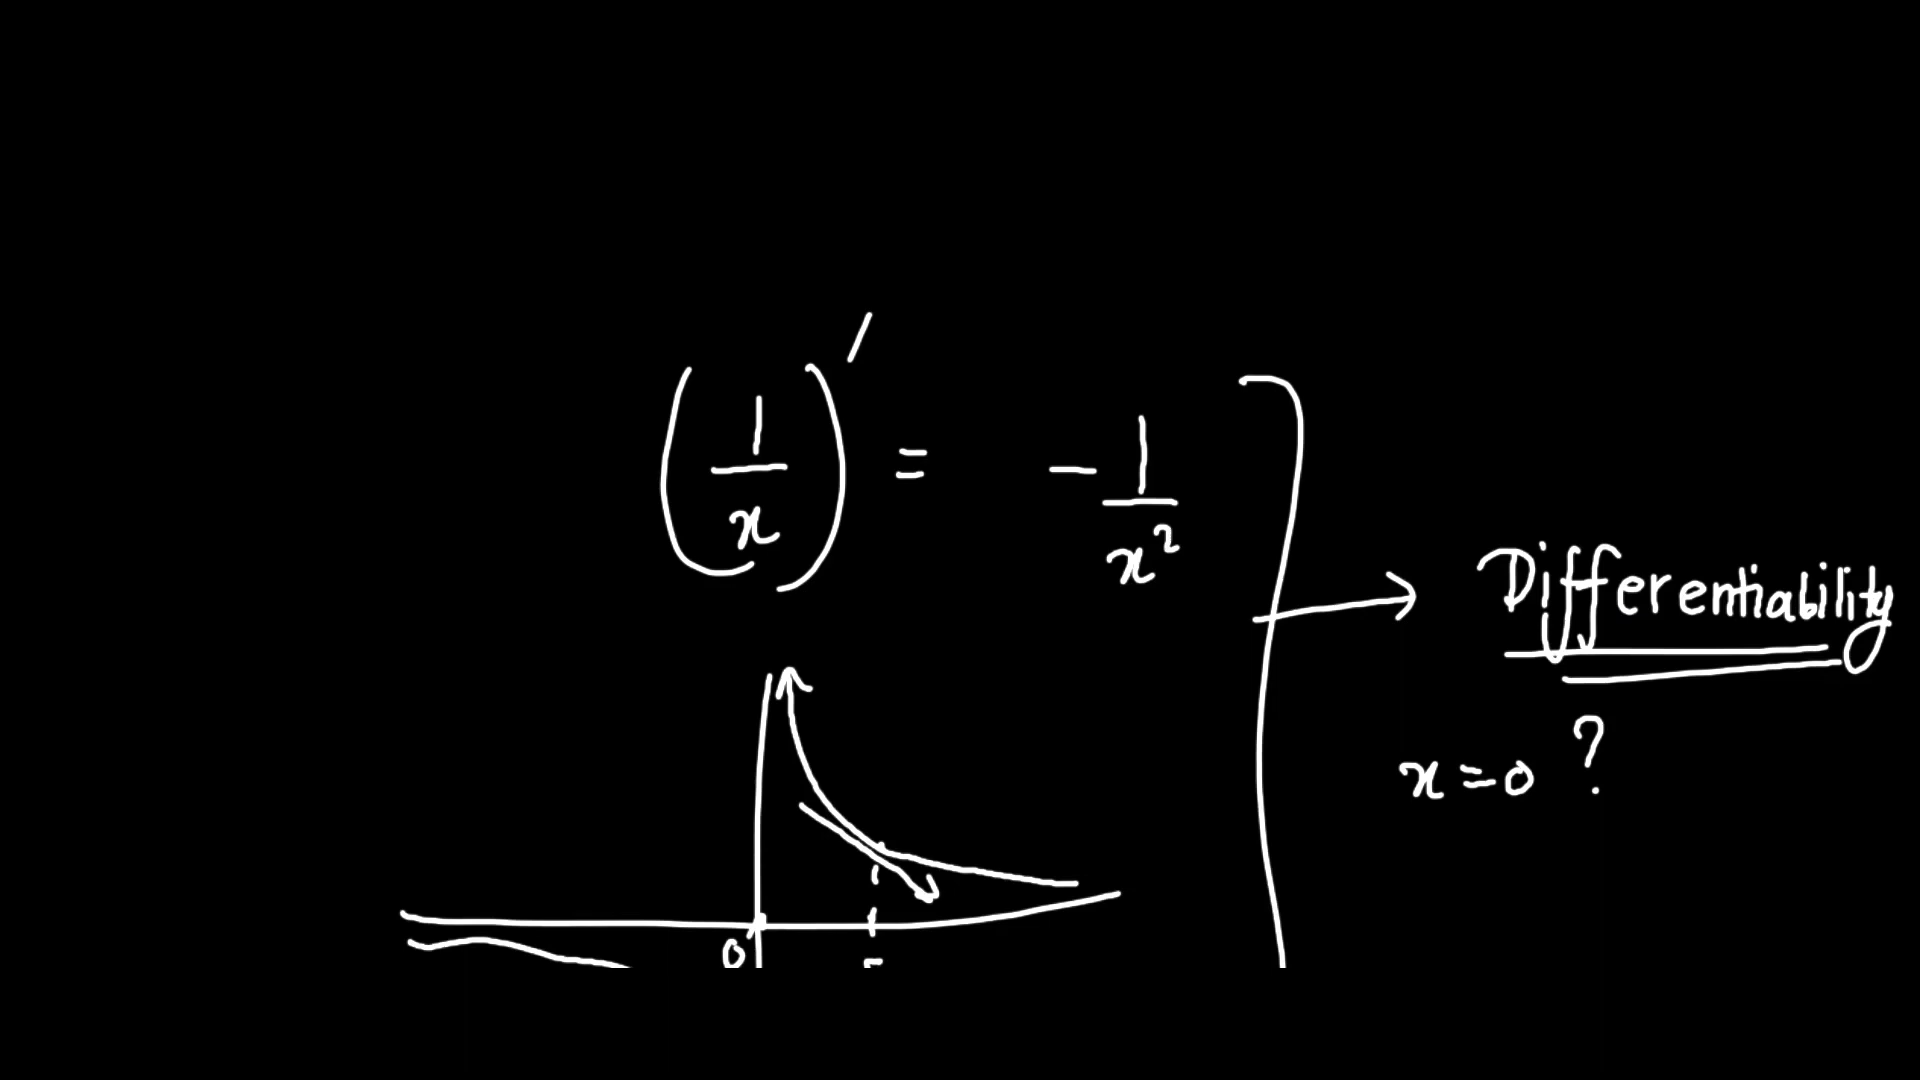 (1/x)′ = -1/x²
Differentiability
x=0 ?
0